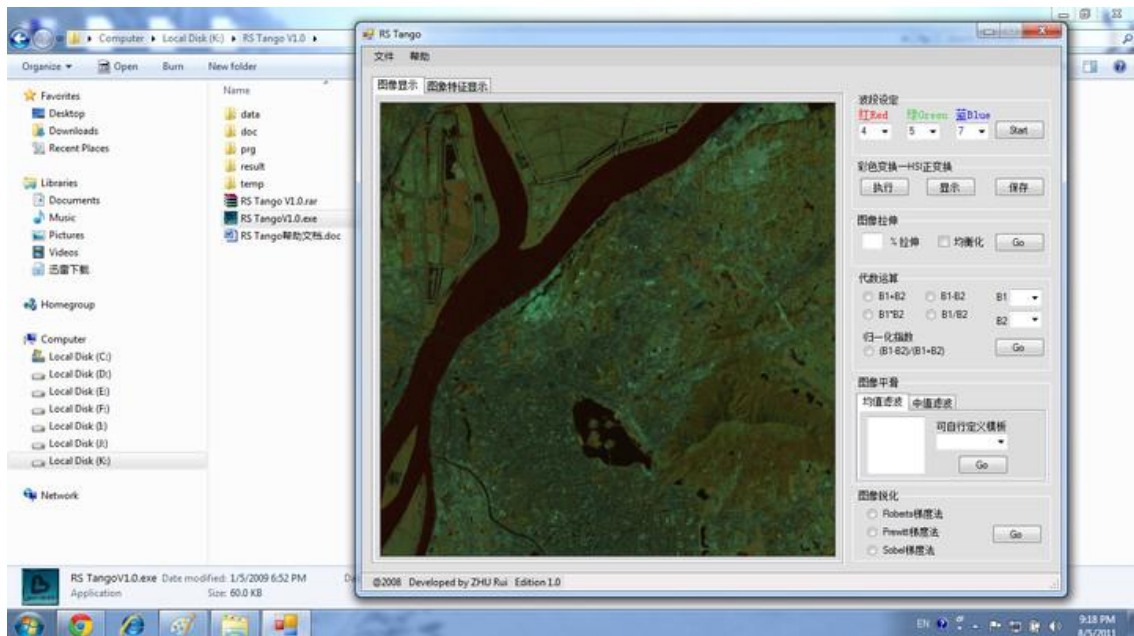 Computer ▸ Local Disk (K:) ▸ RS Tango V1.0 ▸
Organize Open Burn New folder
Favorites
Desktop
Downloads
Recent Places
Libraries
Documents
Music
Pictures
Videos
迅雷下载
Homegroup
Computer
Local Disk (C:)
Local Disk (D:)
Local Disk (E:)
Local Disk (F:)
Local Disk (I:)
Local Disk (J:)
Local Disk (K:)
Network
Name
data
doc
prg
result
temp
RS Tango V1.0.rar
RS TangoV1.0.exe
RS Tango帮助文档.doc
RS Tango
文件 帮助
图像显示 图象特征显示
波段设定
红Red 绿Green 蓝Blue
4 5 7 Start
彩色变换—HSI正变换
执行 显示 保存
图像拉伸
%拉伸 均衡化 Go
代数运算
B1+B2 B1-B2 B1
B1*B2 B1/B2 B2
归一化指数
(B1-B2)/(B1+B2) Go
图像平滑
均值滤波 中值滤波
可自行定义模板
Go
图像锐化
Roberts梯度法
Prewitt梯度法 Go
Sobel梯度法
©2008 Developed by ZHU Rui Edition 1.0
RS TangoV1.0.exe Date modified: 1/5/2009 6:52 PM
Application Size: 60.0 KB
EN 9:18 PM
8/5/2011